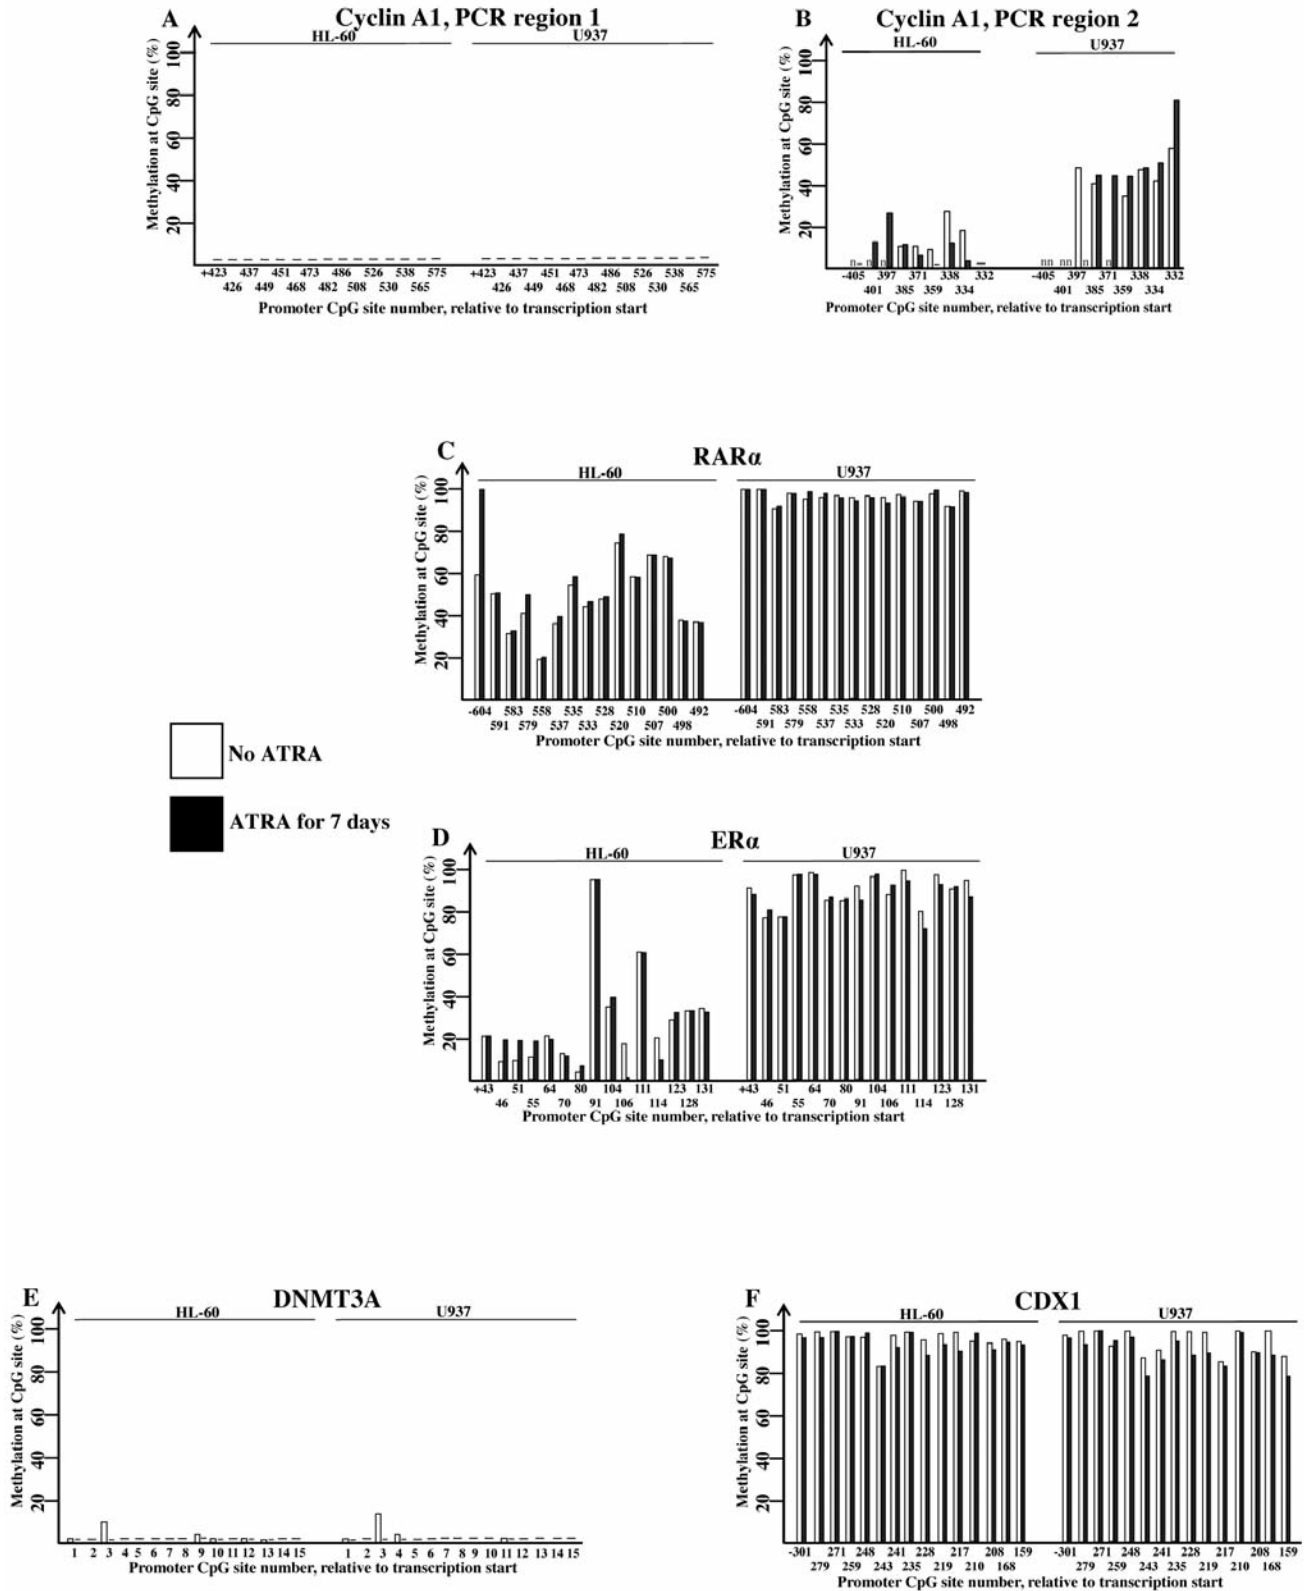 A
Cyclin A1, PCR region 1
HL-60
U937
Methylation at CpG site (%)
100
80
60
40
20
+423 437 451 473 486 526 538 575 +423 437 451 473 486 526 538 575
426 449 468 482 508 530 565 426 449 468 482 508 530 565
Promoter CpG site number, relative to transcription start
B
Cyclin A1, PCR region 2
HL-60
U937
Methylation at CpG site (%)
100
80
60
40
20
-405 397 371 338 332 -405 397 371 338 332
401 385 359 334 401 385 359 334
Promoter CpG site number, relative to transcription start
C
RARα
HL-60
U937
Methylation at CpG site (%)
100
80
60
40
20
-604 583 558 535 528 510 500 492 -604 583 558 535 528 510 500 492
591 579 537 533 520 507 498 591 579 537 533 520 507 498
Promoter CpG site number, relative to transcription start
No ATRA
ATRA for 7 days
D
ERα
HL-60
U937
Methylation at CpG site (%)
100
80
60
40
20
+43 51 64 80 104 111 123 131 +43 51 64 80 104 111 123 131
46 55 70 91 106 114 128 46 55 70 91 106 114 128
Promoter CpG site number, relative to transcription start
E
DNMT3A
HL-60
U937
Methylation at CpG site (%)
100
80
60
40
20
1 2 3 4 5 6 7 8 9 10 11 12 13 14 15 1 2 3 4 5 6 7 8 9 10 11 12 13 14 15
Promoter CpG site number, relative to transcription start
F
CDX1
HL-60
U937
Methylation at CpG site (%)
100
80
60
40
20
-301 271 248 241 228 217 208 159 -301 271 248 241 228 217 208 159
279 259 243 235 219 210 168 279 259 243 235 219 210 168
Promoter CpG site number, relative to transcription start